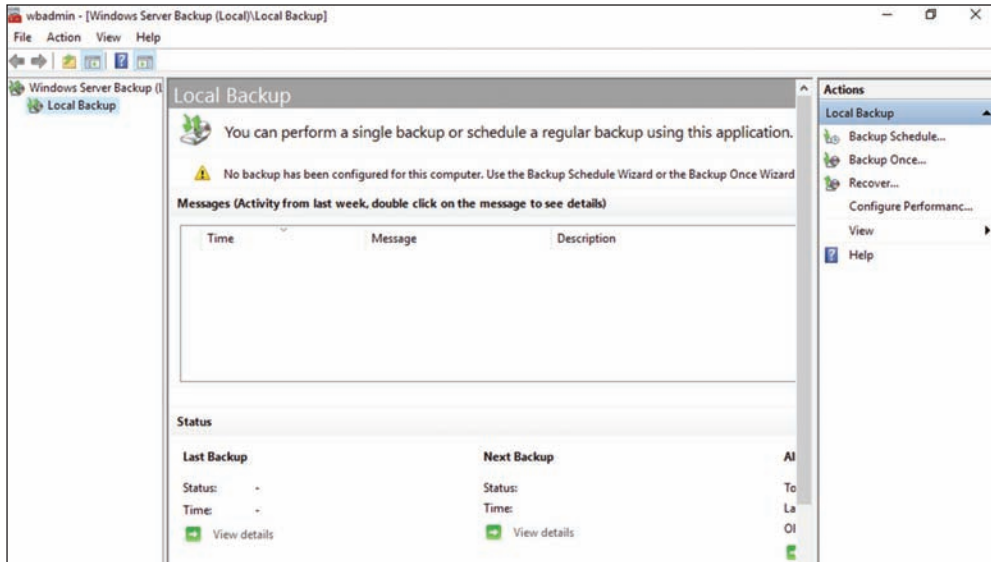 wbadmin - [Windows Server Backup (Local)\Local Backup]
File Action View Help
Windows Server Backup (L
Local Backup
Local Backup
You can perform a single backup or schedule a regular backup using this application.
No backup has been configured for this computer. Use the Backup Schedule Wizard or the Backup Once Wizard
Messages (Activity from last week, double click on the message to see details)
Time Message Description
Status
Last Backup
Status: -
Time: -
View details
Next Backup
Status:
Time:
View details
Al
To
La
Ol
Actions
Local Backup
Backup Schedule...
Backup Once...
Recover...
Configure Performanc...
View
Help